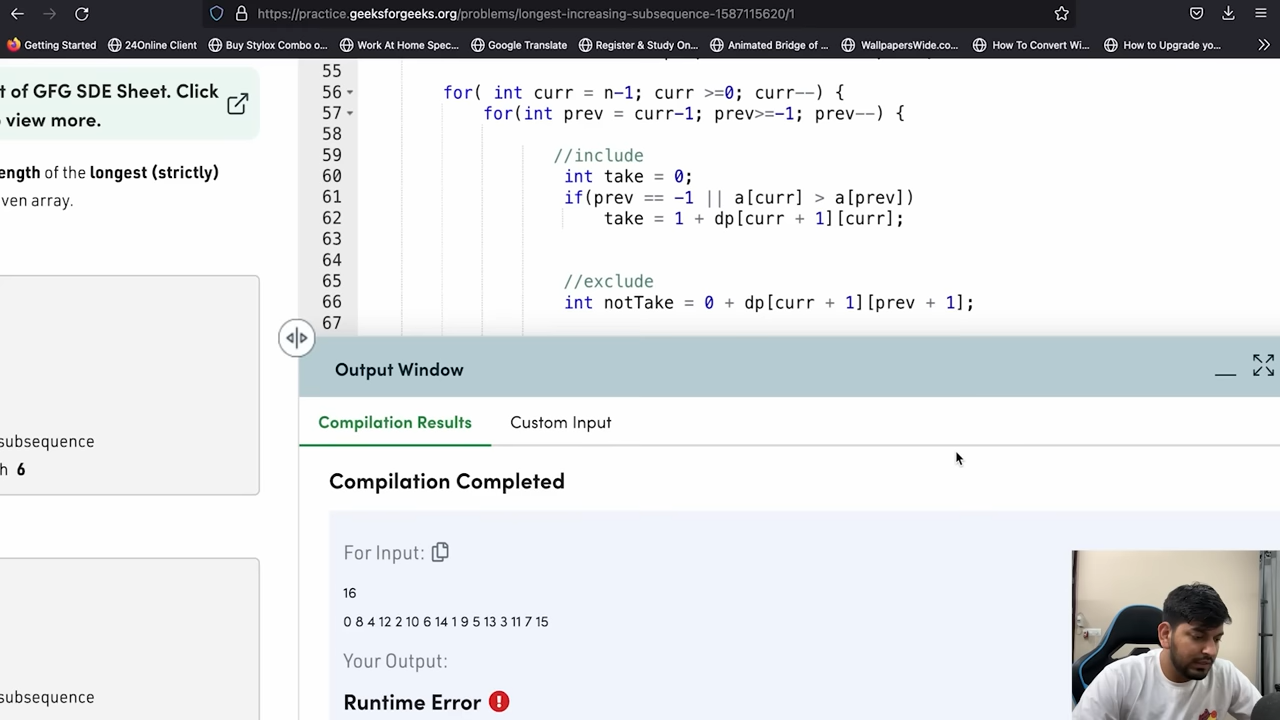 https://practice.geeksforgeeks.org/problems/longest-increasing-subsequence-1587115620/1
Getting Started
24Online Client
Buy Stylox Combo o...
Work At Home Spec...
Google Translate
Register & Study On...
Animated Bridge of ...
WallpapersWide.co...
How To Convert Wi...
How to Upgrade yo...
t of GFG SDE Sheet. Click
view more.
ength of the longest (strictly)
ven array.
subsequence
h 6
subsequence
55
56 for( int curr = n-1; curr >=0; curr--) {
57 for(int prev = curr-1; prev>=-1; prev--) {
58
59 //include
60 int take = 0;
61 if(prev == -1 || a[curr] > a[prev])
62 take = 1 + dp[curr + 1][curr];
63
64
65 //exclude
66 int notTake = 0 + dp[curr + 1][prev + 1];
67
Output Window
Compilation Results
Custom Input
Compilation Completed
For Input:
16
0 8 4 12 2 10 6 14 1 9 5 13 3 11 7 15
Your Output:
Runtime Error